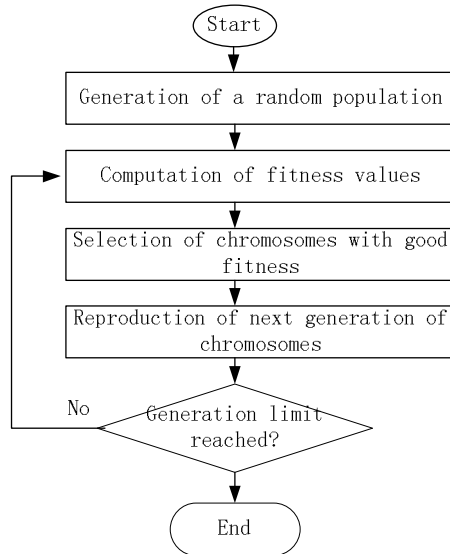 Start
Generation of a random population
Computation of fitness values
Selection of chromosomes with good
fitness
Reproduction of next generation of
chromosomes
No
Generation limit
reached?
End